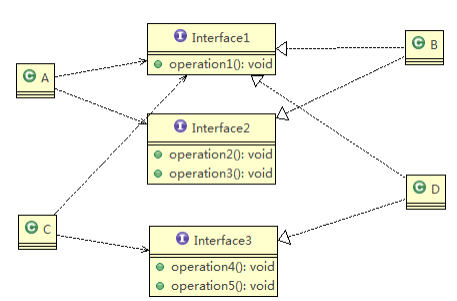 I Interface1
operation1(): void
C B
C A
I Interface2
operation2(): void
operation3(): void
C D
C C
I Interface3
operation4(): void
operation5(): void